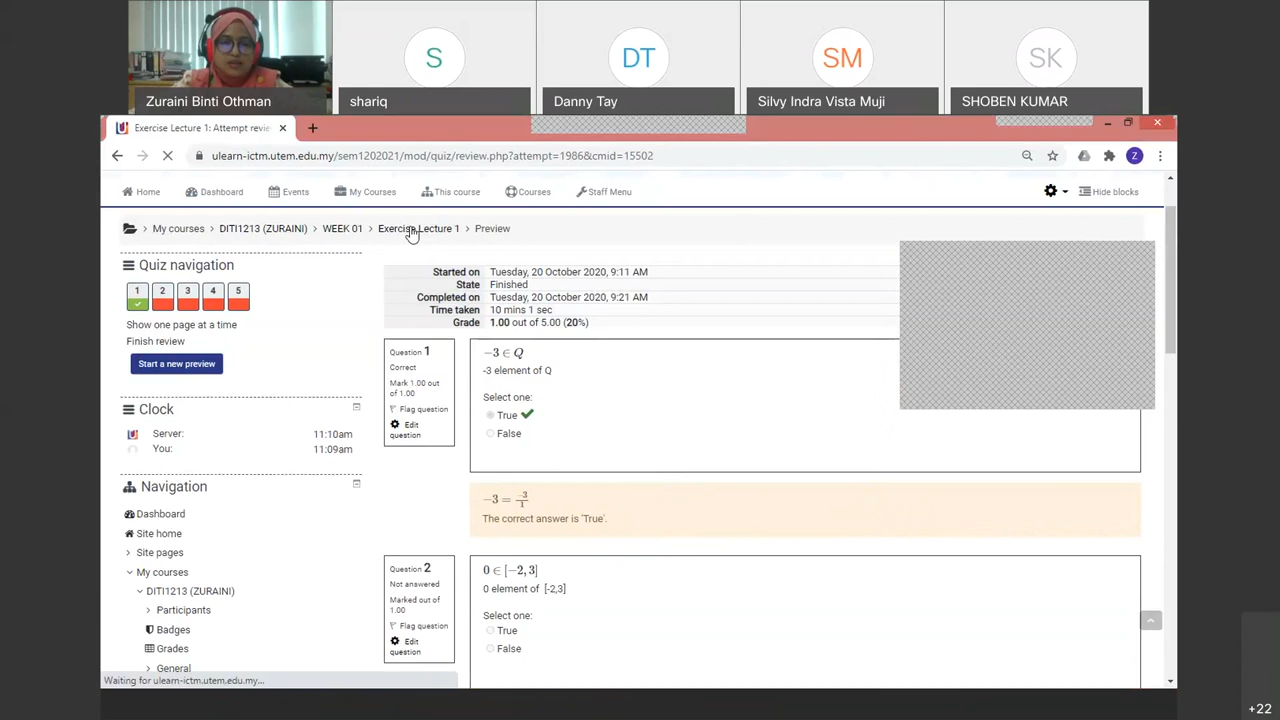 S
DT
SM
SK
Zuraini Binti Othman
shariq
Danny Tay
Silvy Indra Vista Muji
SHOBEN KUMAR
Exercise Lecture 1: Attempt revie
ulearn-ictm.utem.edu.my/sem1202021/mod/quiz/review.php?attempt=1986&cmid=15502
Z
Home
Dashboard
Events
My Courses
This course
Courses
Staff Menu
Hide blocks
My courses > DITI1213 (ZURAINI) > WEEK 01 > Exercise Lecture 1 > Preview
Quiz navigation
1 2 3 4 5
Show one page at a time
Finish review
Start a new preview
Clock
Server: 11:10am
You: 11:09am
Navigation
Dashboard
Site home
Site pages
My courses
DITI1213 (ZURAINI)
Participants
Badges
Grades
General
Started on Tuesday, 20 October 2020, 9:11 AM
State Finished
Completed on Tuesday, 20 October 2020, 9:21 AM
Time taken 10 mins 1 sec
Grade 1.00 out of 5.00 (20%)
Question 1
Correct
Mark 1.00 out
of 1.00
Flag question
Edit
question
−3 ∈ Q
-3 element of Q
Select one:
True
False
−3 = −3/1
The correct answer is 'True'.
Question 2
Not answered
Marked out of
1.00
Flag question
Edit
question
0 ∈ [−2, 3]
0 element of [-2,3]
Select one:
True
False
Waiting for ulearn-ictm.utem.edu.my...
+22